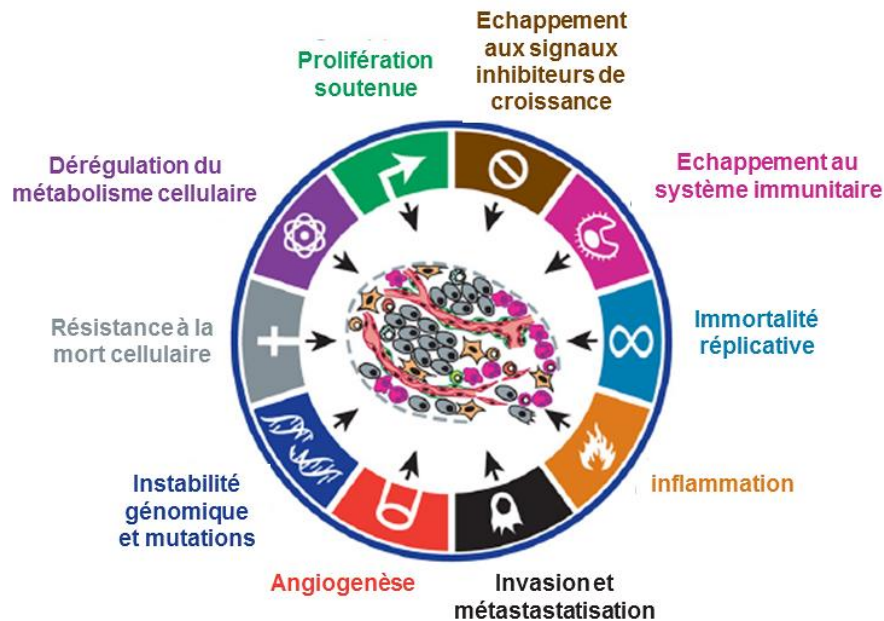 Prolifération
soutenue
Echappement
aux signaux
inhibiteurs de
croissance
Dérégulation du
métabolisme cellulaire
Echappement au
système immunitaire
Résistance à la
mort cellulaire
Immortalité
réplicative
Instabilité
génomique
et mutations
inflammation
Angiogenèse
Invasion et
métastastatisation